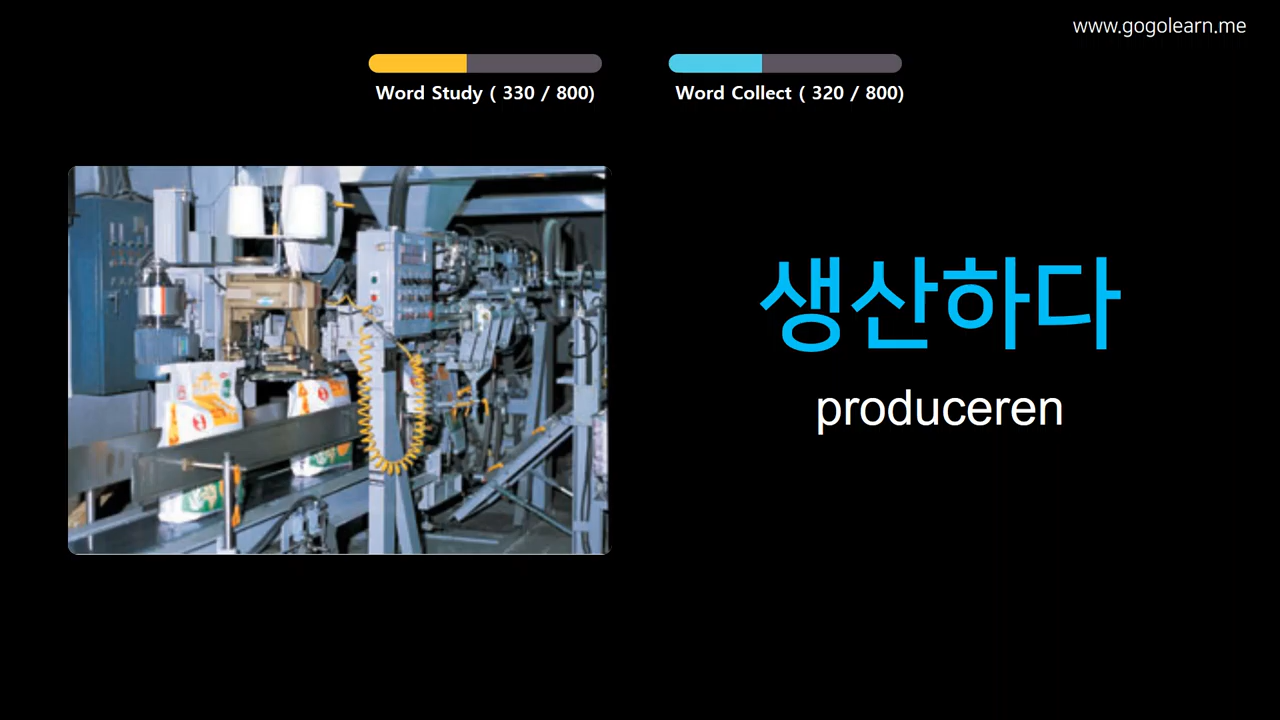 www.gogolearn.me
Word Study ( 330 / 800)
Word Collect ( 320 / 800)
생산하다
produceren